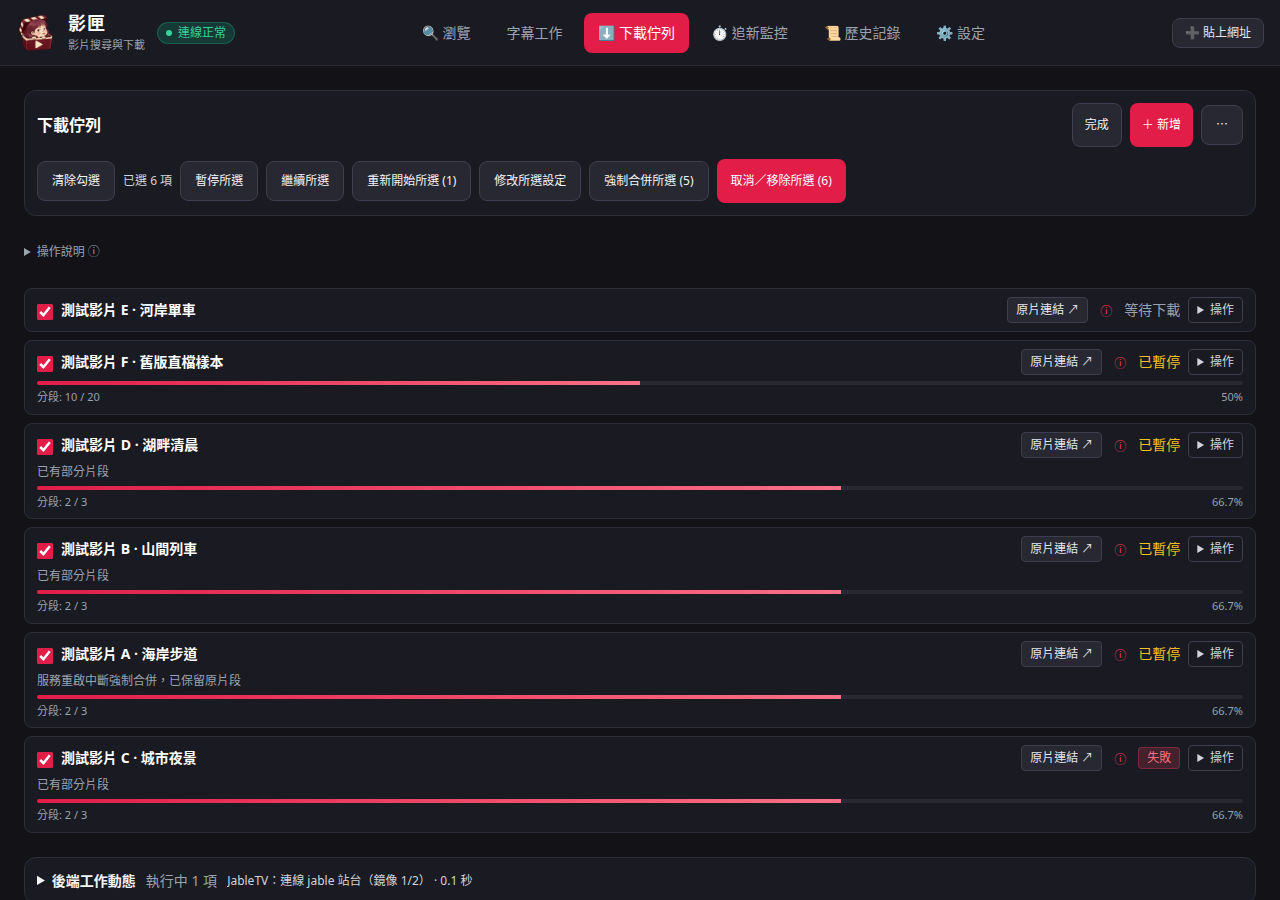 影匣
影片搜尋與下載
連線正常
🔍 瀏覽
字幕工作
⬇️ 下載佇列
⏱️ 追新監控
📜 歷史記錄
⚙️ 設定
➕ 貼上網址
下載佇列
完成
＋ 新增
⋯
清除勾選
已選 6 項
暫停所選
繼續所選
重新開始所選 (1)
修改所選設定
強制合併所選 (5)
取消／移除所選 (6)
▶ 操作說明 ⓘ
測試影片 E · 河岸單車
原片連結 ↗
ⓘ
等待下載
▶ 操作
測試影片 F · 舊版直檔樣本
原片連結 ↗
ⓘ
已暫停
▶ 操作
分段: 10 / 20
50%
測試影片 D · 湖畔清晨
原片連結 ↗
ⓘ
已暫停
▶ 操作
已有部分片段
分段: 2 / 3
66.7%
測試影片 B · 山間列車
原片連結 ↗
ⓘ
已暫停
▶ 操作
已有部分片段
分段: 2 / 3
66.7%
測試影片 A · 海岸步道
原片連結 ↗
ⓘ
已暫停
▶ 操作
服務重啟中斷強制合併，已保留原片段
分段: 2 / 3
66.7%
測試影片 C · 城市夜景
原片連結 ↗
ⓘ
失敗
▶ 操作
已有部分片段
分段: 2 / 3
66.7%
▶ 後端工作動態
執行中 1 項
JableTV：連線 jable 站台（鏡像 1/2） · 0.1 秒